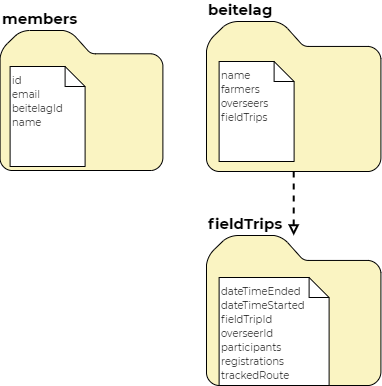 members
id
email
beitelagId
name
beitelag
name
farmers
overseers
fieldTrips
fieldTrips
dateTimeEnded
dateTimeStarted
fieldTripId
overseerId
participants
registrations
trackedRoute